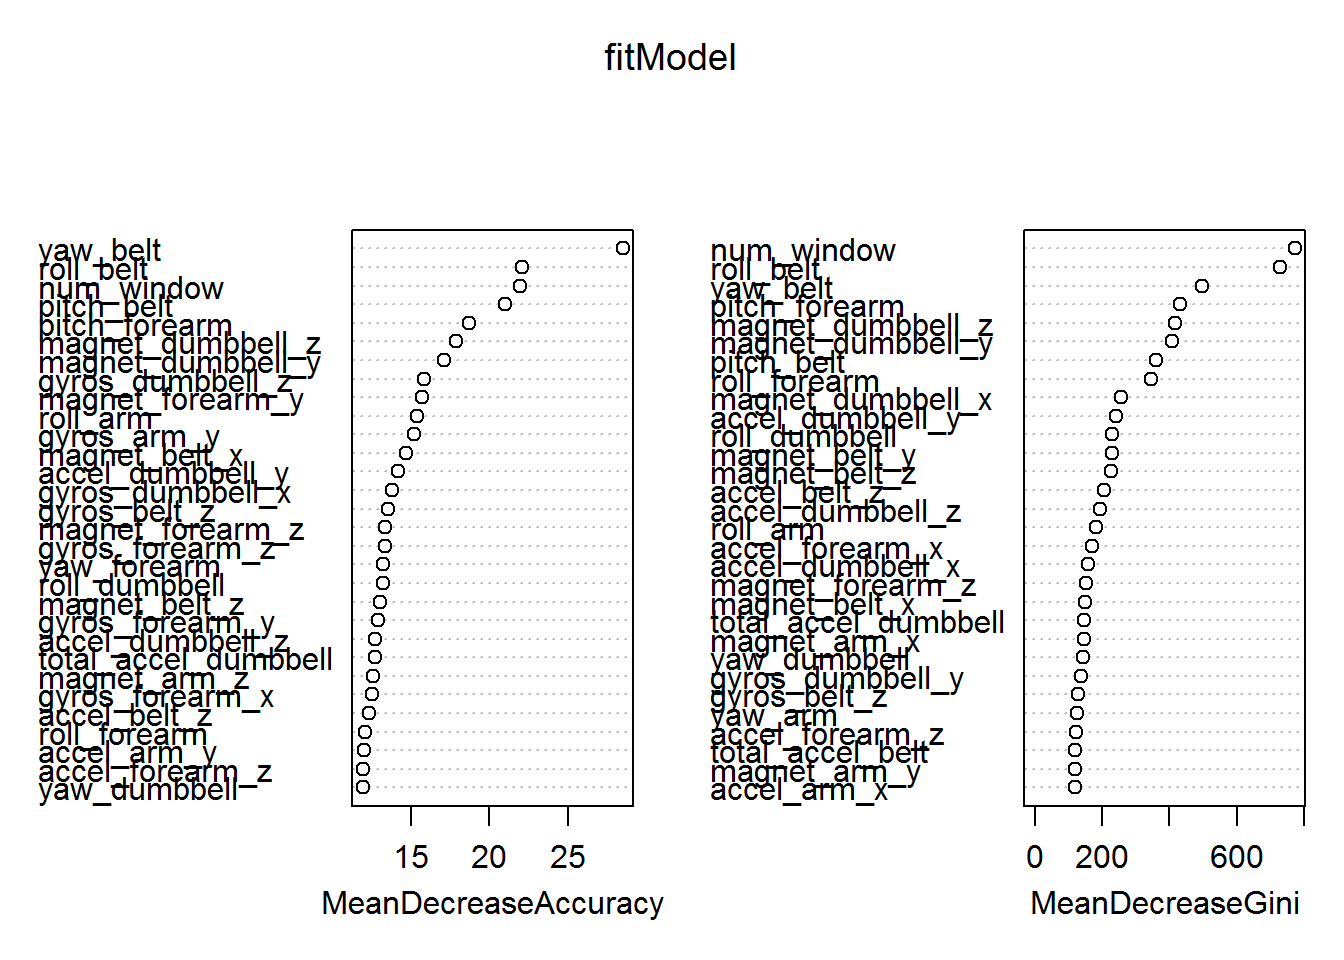 fitModel
yaw_belt
roll_belt
num_window
pitch_belt
pitch_forearm
magnet_dumbbell_z
magnet_dumbbell_y
gyros_dumbbell_z
magnet_forearm_y
roll_arm
gyros_arm_y
magnet_belt_x
accel_dumbbell_y
gyros_dumbbell_x
gyros_belt_z
magnet_forearm_z
gyros_forearm_z
yaw_forearm
roll_dumbbell
magnet_belt_z
gyros_forearm_y
accel_dumbbell_z
total_accel_dumbbell
magnet_arm_z
gyros_forearm_x
accel_belt_z
roll_forearm
accel_arm_y
accel_forearm_z
yaw_dumbbell
15 20 25
MeanDecreaseAccuracy
num_window
roll_belt
yaw_belt
pitch_forearm
magnet_dumbbell_z
magnet_dumbbell_y
pitch_belt
roll_forearm
magnet_dumbbell_x
accel_dumbbell_y
roll_dumbbell
magnet_belt_y
magnet_belt_z
accel_belt_z
accel_dumbbell_z
roll_arm
accel_forearm_x
accel_dumbbell_x
magnet_forearm_z
magnet_belt_x
total_accel_dumbbell
magnet_arm_x
yaw_dumbbell
gyros_dumbbell_y
gyros_belt_z
yaw_arm
accel_forearm_z
total_accel_belt
magnet_arm_y
accel_arm_x
0 200 600
MeanDecreaseGini